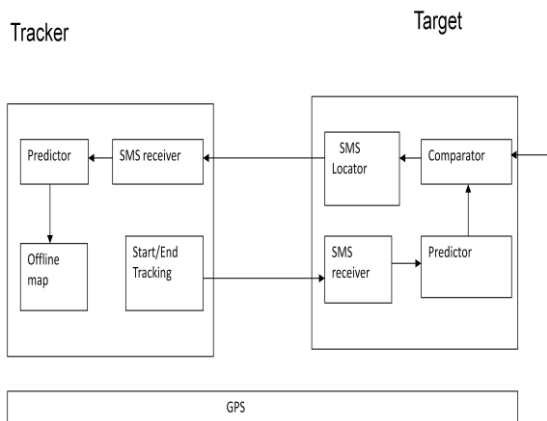 Tracker
Target
Predictor
SMS receiver
SMS
Locator
Comparator
Offline
map
Start/End
Tracking
SMS
receiver
Predictor
GPS